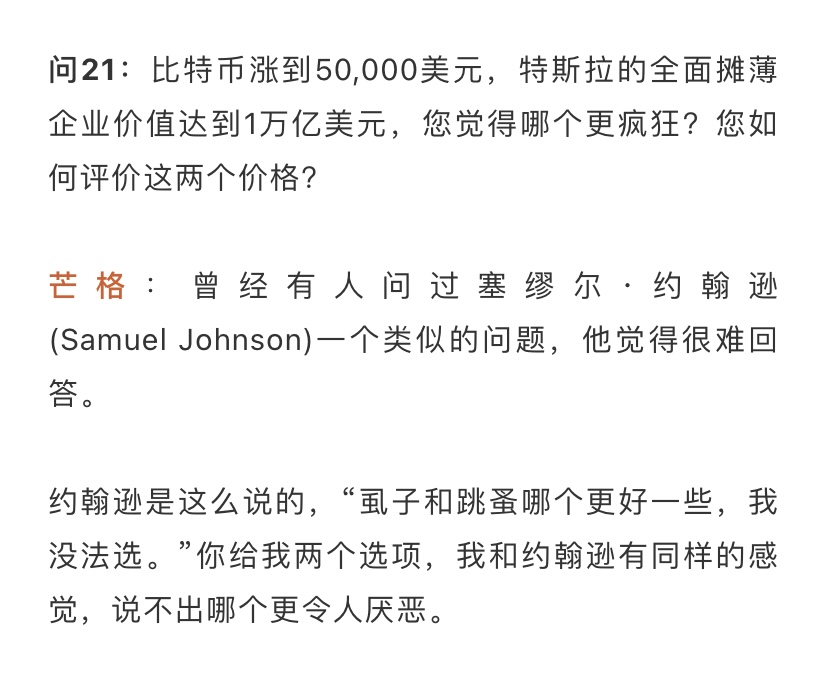 问21：比特币涨到50,000美元，特斯拉的全面摊薄
企业价值达到1万亿美元，您觉得哪个更疯狂？您如
何评价这两个价格？
芒格：曾经有人问过塞缪尔·约翰逊
(Samuel Johnson)一个类似的问题，他觉得很难回
答。
约翰逊是这么说的，“虱子和跳蚤哪个更好一些，我
没法选。”你给我两个选项，我和约翰逊有同样的感
觉，说不出哪个更令人厌恶。